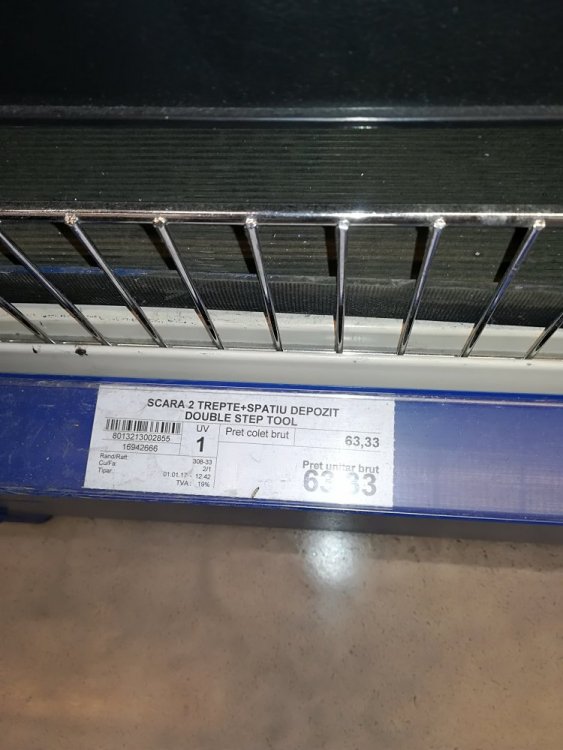 SCARA 2 TREPTE+SPATIU DEPOZIT
DOUBLE STEP TOOL
8013213002855
16942666
UV
1
Pret colet brut 63,33
Rand/Raft 308-33
Cu/Fa: 2/1
Tipar: 01.01.17 - 12:42
TVA: 19%
Pret unitar brut
63,33